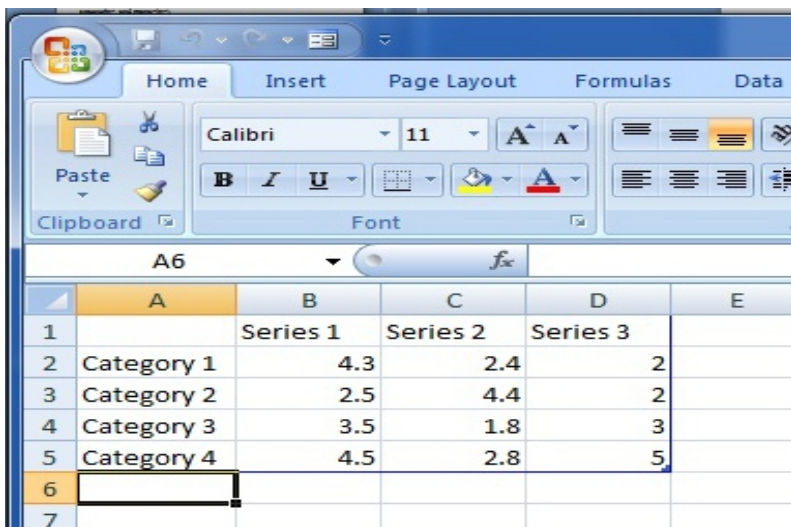 Home Insert Page Layout Formulas Data
Calibri 11 A A
Paste B I U A
Clipboard Font
A6 fx
A B C D E
1 Series 1 Series 2 Series 3
2 Category 1 4.3 2.4 2
3 Category 2 2.5 4.4 2
4 Category 3 3.5 1.8 3
5 Category 4 4.5 2.8 5
6
7